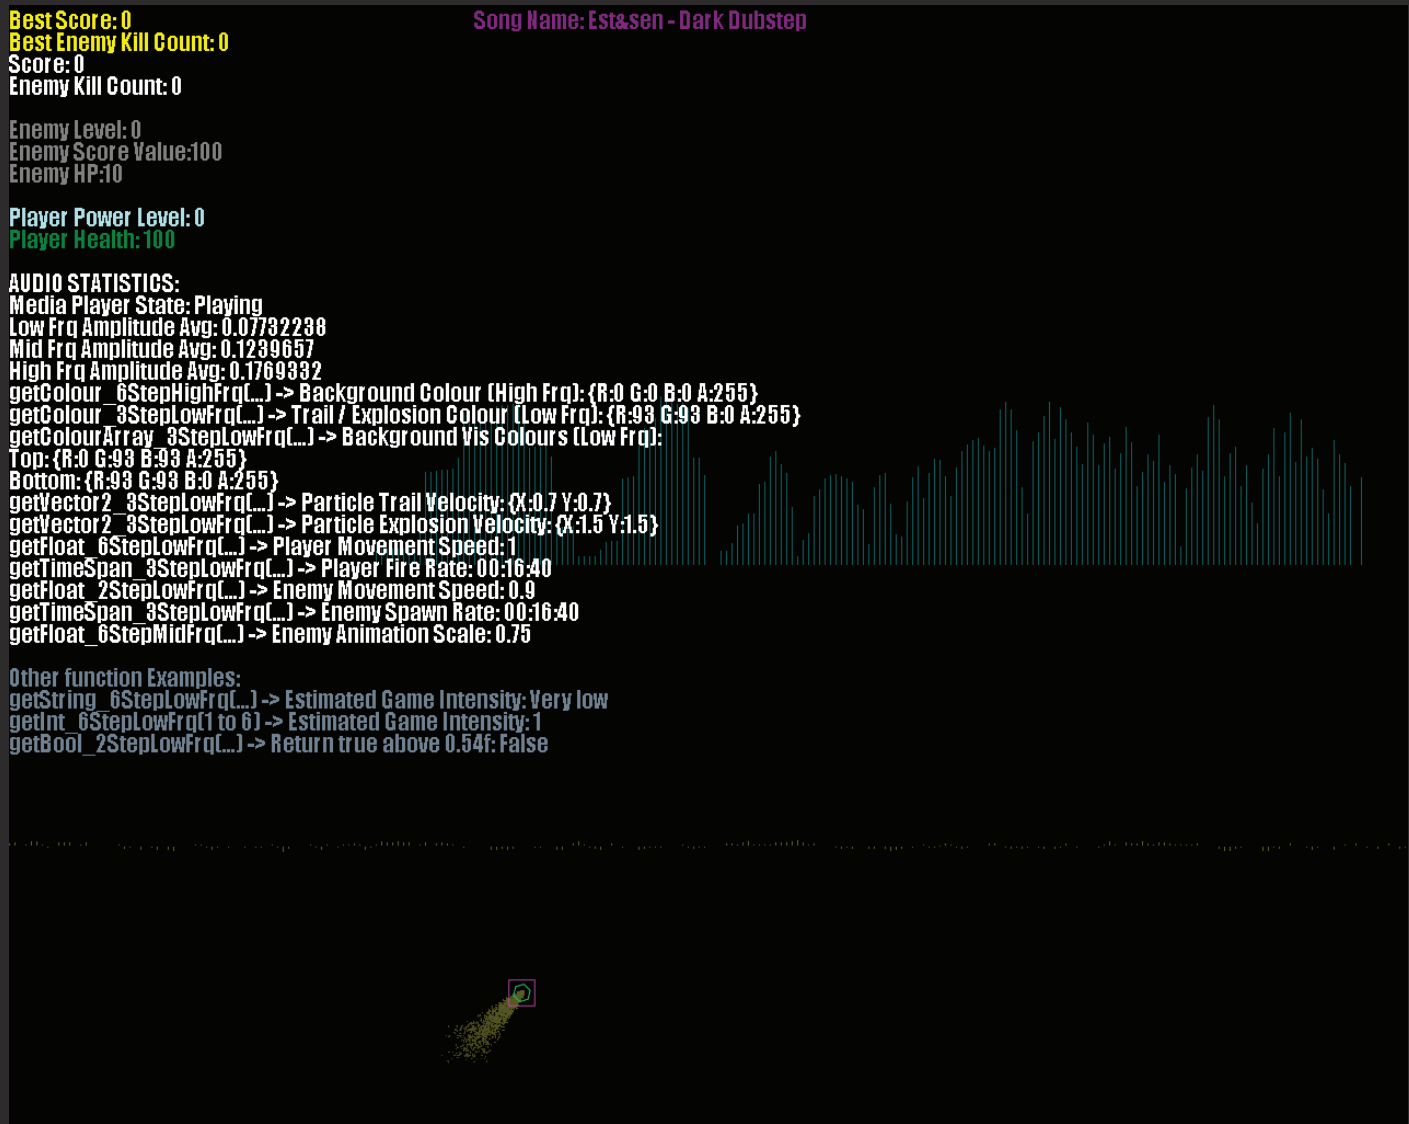 Best Score: 0
Song Name: Est&sen - Dark Dubstep
Best Enemy Kill Count: 0
Score: 0
Enemy Kill Count: 0
Enemy Level: 0
Enemy Score Value:100
Enemy HP:10
Player Power Level: 0
Player Health: 100
AUDIO STATISTICS:
Media Player State: Playing
Low Frq Amplitude Avg: 0.07732238
Mid Frq Amplitude Avg: 0.1239657
High Frq Amplitude Avg: 0.1769332
getColour_6StepHighFrq(...) -> Background Colour (High Frq): {R:0 G:0 B:0 A:255}
getColour_3StepLowFrq(...) -> Trail / Explosion Colour (Low Frq): {R:93 G:93 B:0 A:255}
getColourArray_3StepLowFrq(...) -> Background Vis Colours (Low Frq):
Top: {R:0 G:93 B:93 A:255}
Bottom: {R:93 G:93 B:0 A:255}
getVector2_3StepLowFrq(...) -> Particle Trail Velocity: {X:0.7 Y:0.7}
getVector2_3StepLowFrq(...) -> Particle Explosion Velocity: {X:1.5 Y:1.5}
getFloat_6StepLowFrq(...) -> Player Movement Speed: 1
getTimeSpan_3StepLowFrq(...) -> Player Fire Rate: 00:16:40
getFloat_2StepLowFrq(...) -> Enemy Movement Speed: 0.9
getTimeSpan_3StepLowFrq(...) -> Enemy Spawn Rate: 00:16:40
getFloat_6StepMidFrq(...) -> Enemy Animation Scale: 0.75
Other function Examples:
getString_6StepLowFrq(...) -> Estimated Game Intensity: Very low
getInt_6StepLowFrq(1 to 6) -> Estimated Game Intensity: 1
getBool_2StepLowFrq(...) -> Return true above 0.54f: False